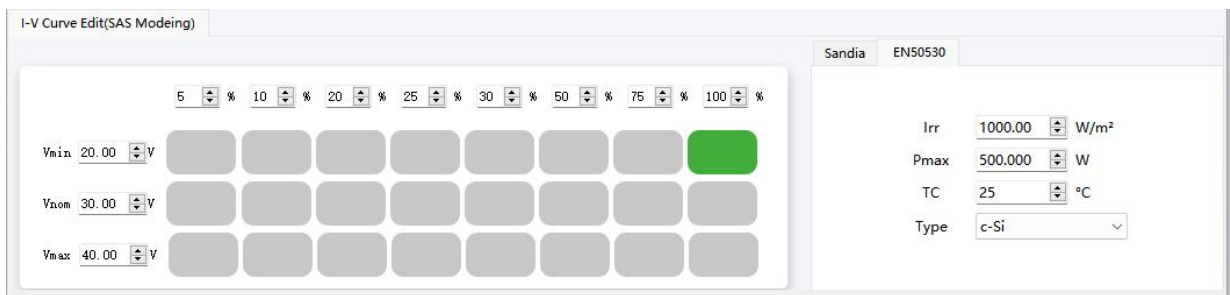 I-V Curve Edit(SAS Modeing)
Sandia EN50530
5 % 10 % 20 % 25 % 30 % 50 % 75 % 100 %
Vmin 20.00 V
Vnom 30.00 V
Vmax 40.00 V
Irr 1000.00 W/m²
Pmax 500.000 W
TC 25 °C
Type c-Si